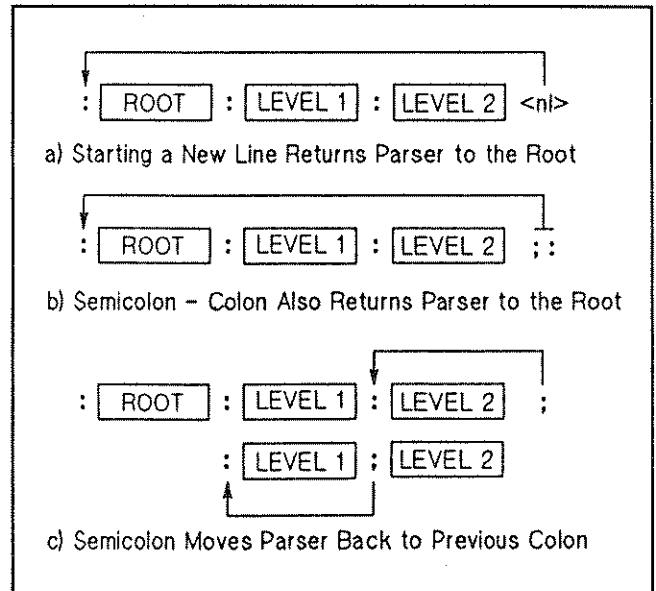 : ROOT : LEVEL 1 : LEVEL 2 <nl>
a) Starting a New Line Returns Parser to the Root
: ROOT : LEVEL 1 : LEVEL 2 ;:
b) Semicolon – Colon Also Returns Parser to the Root
: ROOT : LEVEL 1 : LEVEL 2 ;
: LEVEL 1 ; LEVEL 2
c) Semicolon Moves Parser Back to Previous Colon